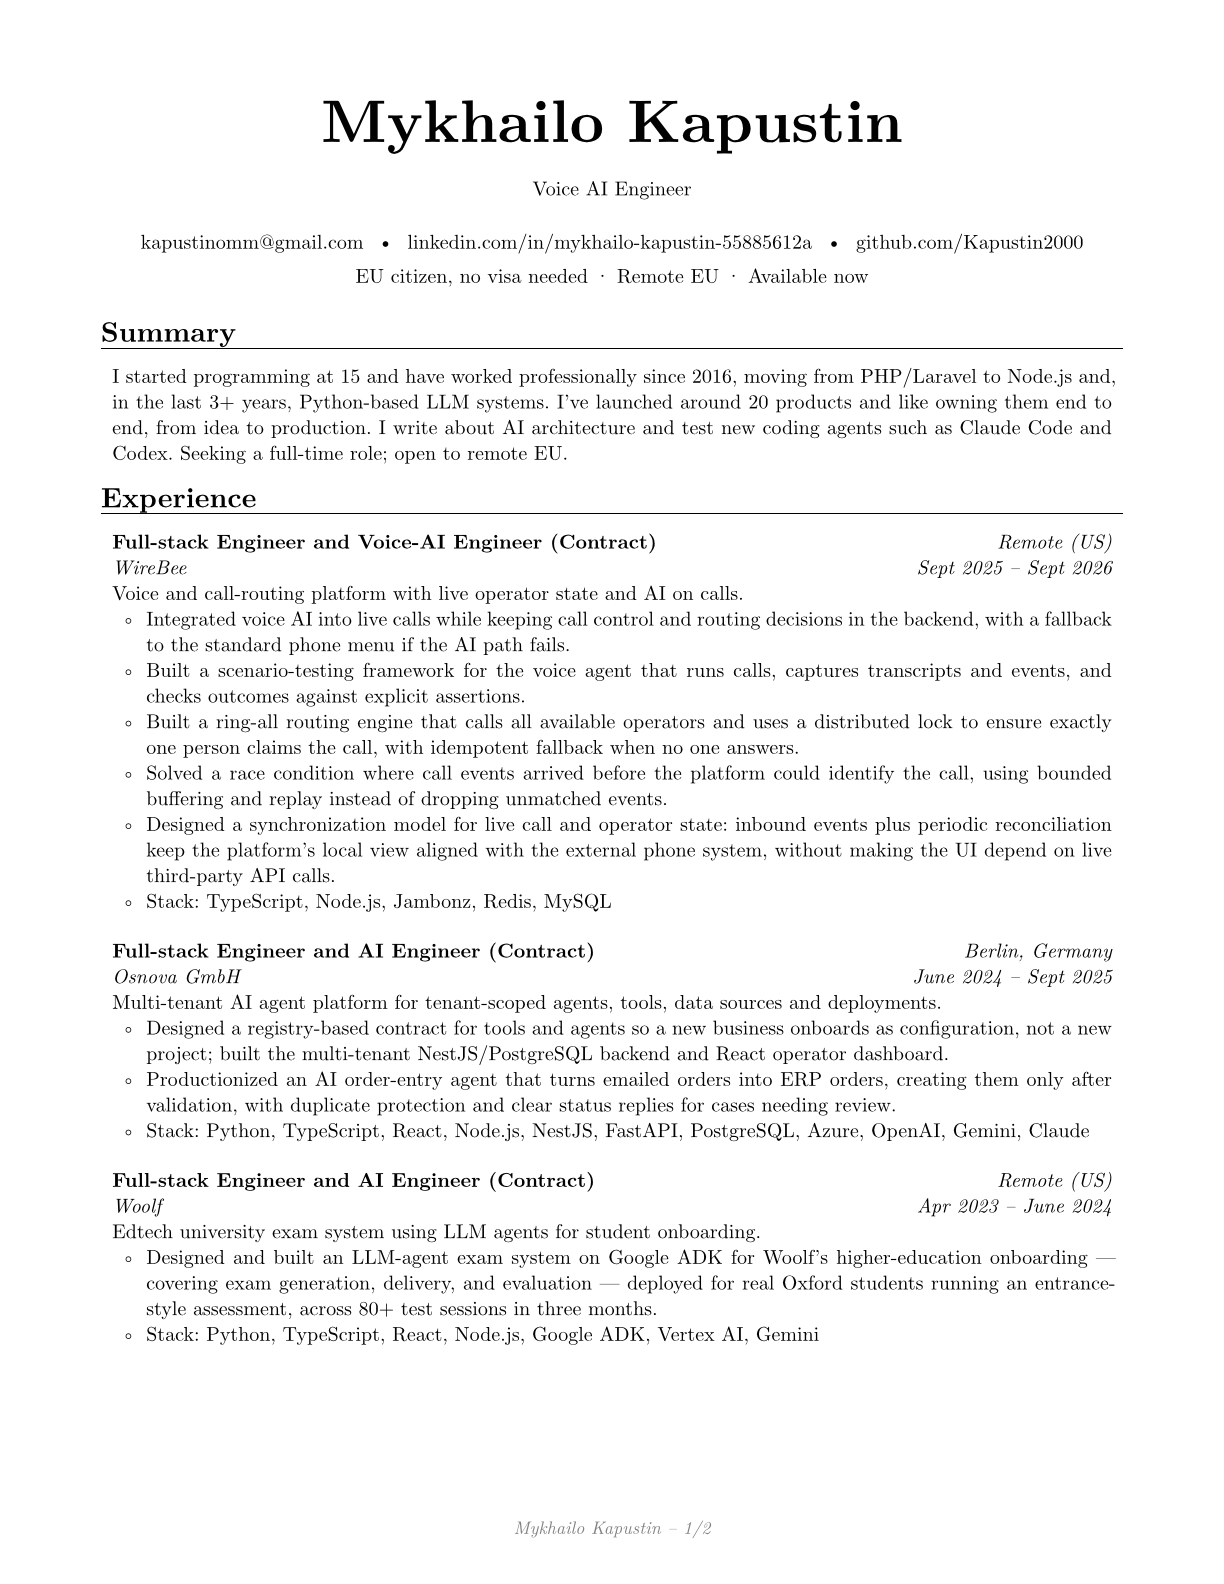 Mykhailo Kapustin
Voice AI Engineer
kapustinomm@gmail.com • linkedin.com/in/mykhailo-kapustin-55885612a • github.com/Kapustin2000
EU citizen, no visa needed · Remote EU · Available now
Summary
I started programming at 15 and have worked professionally since 2016, moving from PHP/Laravel to Node.js and,
in the last 3+ years, Python-based LLM systems. I've launched around 20 products and like owning them end to
end, from idea to production. I write about AI architecture and test new coding agents such as Claude Code and
Codex. Seeking a full-time role; open to remote EU.
Experience
Full-stack Engineer and Voice-AI Engineer (Contract) Remote (US)
WireBee Sept 2025 – Sept 2026
Voice and call-routing platform with live operator state and AI on calls.
◦ Integrated voice AI into live calls while keeping call control and routing decisions in the backend, with a fallback
to the standard phone menu if the AI path fails.
◦ Built a scenario-testing framework for the voice agent that runs calls, captures transcripts and events, and
checks outcomes against explicit assertions.
◦ Built a ring-all routing engine that calls all available operators and uses a distributed lock to ensure exactly
one person claims the call, with idempotent fallback when no one answers.
◦ Solved a race condition where call events arrived before the platform could identify the call, using bounded
buffering and replay instead of dropping unmatched events.
◦ Designed a synchronization model for live call and operator state: inbound events plus periodic reconciliation
keep the platform's local view aligned with the external phone system, without making the UI depend on live
third-party API calls.
◦ Stack: TypeScript, Node.js, Jambonz, Redis, MySQL
Full-stack Engineer and AI Engineer (Contract) Berlin, Germany
Osnova GmbH June 2024 – Sept 2025
Multi-tenant AI agent platform for tenant-scoped agents, tools, data sources and deployments.
◦ Designed a registry-based contract for tools and agents so a new business onboards as configuration, not a new
project; built the multi-tenant NestJS/PostgreSQL backend and React operator dashboard.
◦ Productionized an AI order-entry agent that turns emailed orders into ERP orders, creating them only after
validation, with duplicate protection and clear status replies for cases needing review.
◦ Stack: Python, TypeScript, React, Node.js, NestJS, FastAPI, PostgreSQL, Azure, OpenAI, Gemini, Claude
Full-stack Engineer and AI Engineer (Contract) Remote (US)
Woolf Apr 2023 – June 2024
Edtech university exam system using LLM agents for student onboarding.
◦ Designed and built an LLM-agent exam system on Google ADK for Woolf's higher-education onboarding —
covering exam generation, delivery, and evaluation — deployed for real Oxford students running an entrance-
style assessment, across 80+ test sessions in three months.
◦ Stack: Python, TypeScript, React, Node.js, Google ADK, Vertex AI, Gemini
Mykhailo Kapustin – 1/2